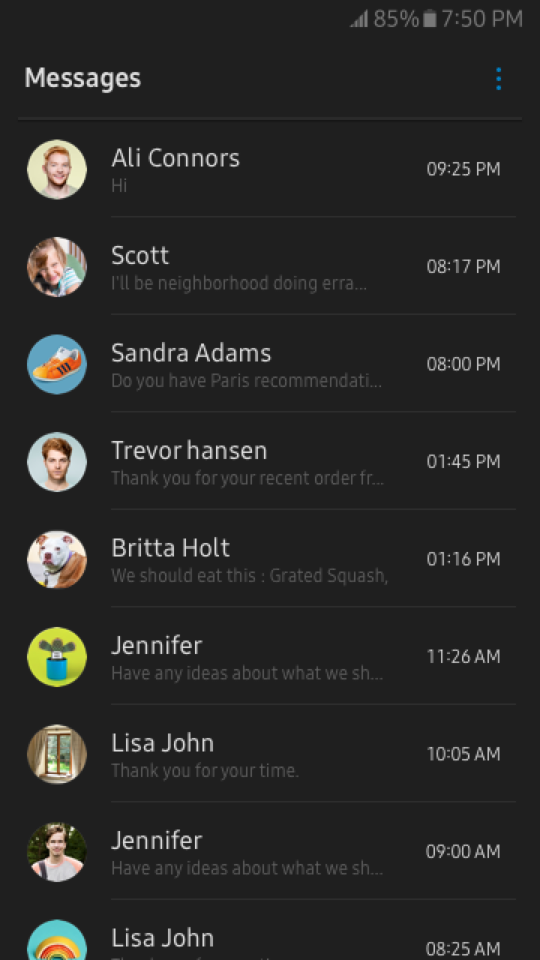 85% 7:50 PM
Messages
Ali Connors
Hi
09:25 PM
Scott
I'll be neighborhood doing erra...
08:17 PM
Sandra Adams
Do you have Paris recommendati...
08:00 PM
Trevor hansen
Thank you for your recent order fr...
01:45 PM
Britta Holt
We should eat this : Grated Squash,
01:16 PM
Jennifer
Have any ideas about what we sh...
11:26 AM
Lisa John
Thank you for your time.
10:05 AM
Jennifer
Have any ideas about what we sh...
09:00 AM
Lisa John
08:25 AM